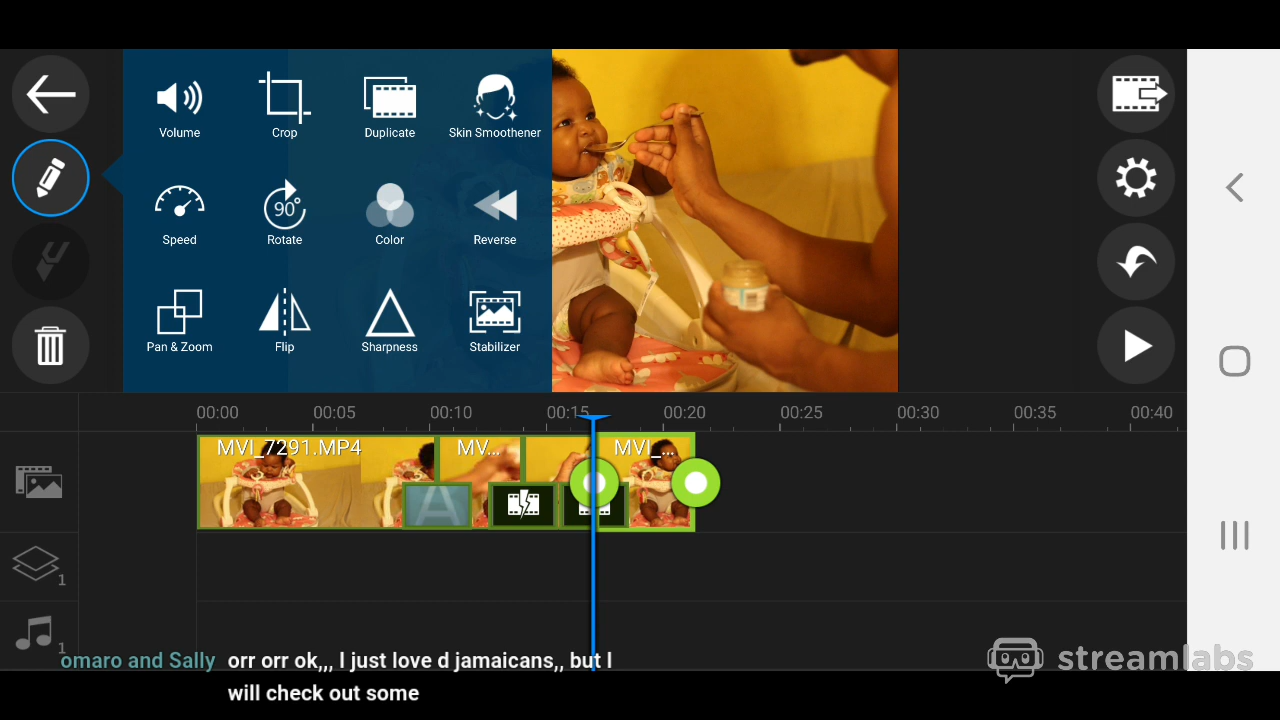 Volume
Crop
Duplicate
Skin Smoothener
Speed
90°
Rotate
Color
Reverse
Pan & Zoom
Flip
Sharpness
Stabilizer
00:00 00:05 00:10 00:15 00:20 00:25 00:30 00:35 00:40
MVI_7291.MP4 MV... MVI_...
A
1
1
omaro and Sally orr orr ok,,, I just love d jamaicans,, but I
will check out some
streamlabs